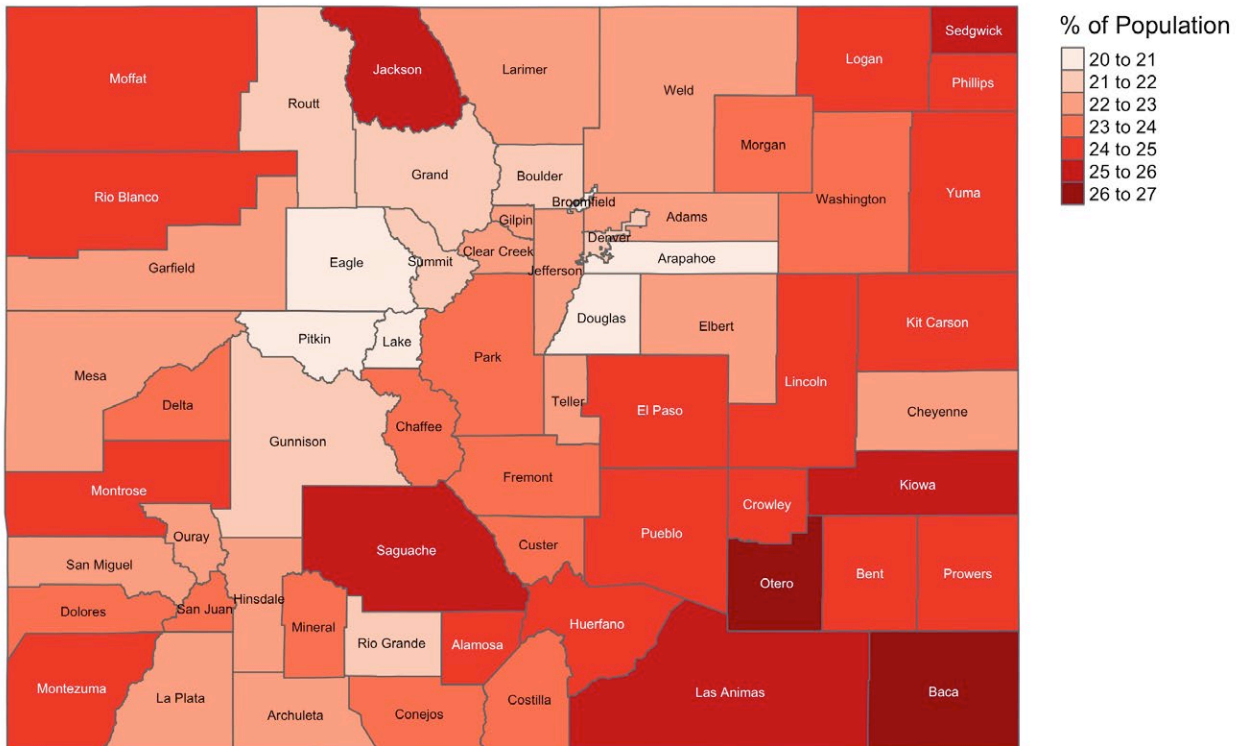 % of Population
20 to 21
21 to 22
22 to 23
23 to 24
24 to 25
25 to 26
26 to 27
Moffat
Routt
Jackson
Larimer
Weld
Logan
Sedgwick
Phillips
Morgan
Rio Blanco
Grand
Boulder
Broomfield
Washington
Yuma
Gilpin
Adams
Garfield
Eagle
Summit
Clear Creek
Jefferson
Denver
Arapahoe
Pitkin
Lake
Park
Douglas
Elbert
Kit Carson
Mesa
Delta
Lincoln
Teller
El Paso
Cheyenne
Gunnison
Chaffee
Fremont
Montrose
Crowley
Kiowa
Ouray
Saguache
Custer
Pueblo
San Miguel
Otero
Bent
Prowers
Dolores
San Juan
Hinsdale
Mineral
Rio Grande
Alamosa
Huerfano
Montezuma
La Plata
Archuleta
Conejos
Costilla
Las Animas
Baca